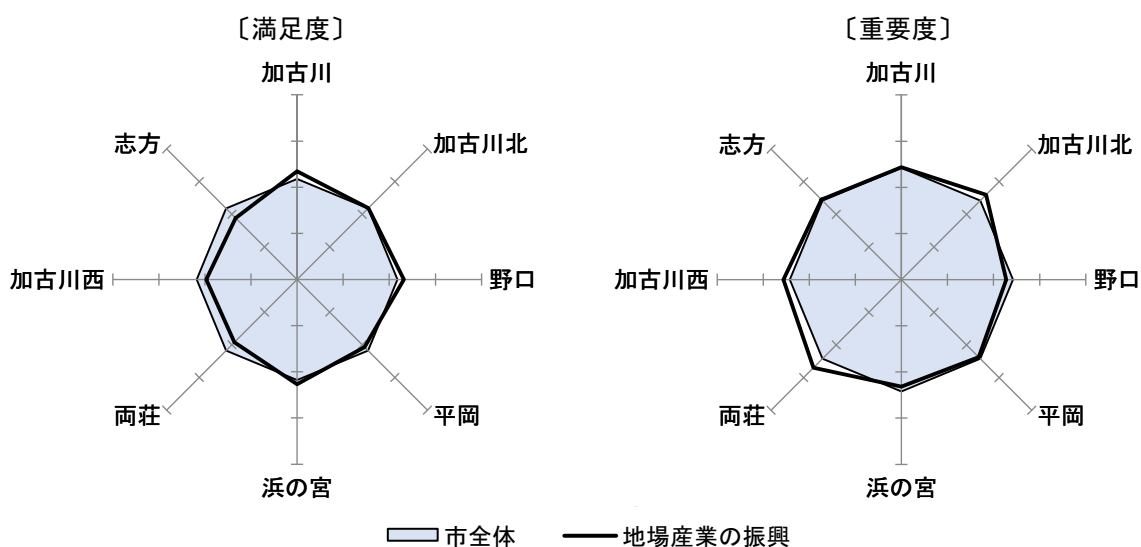 〔満足度〕
加古川
加古川北
野口
平岡
浜の宮
両荘
加古川西
志方
〔重要度〕
加古川
加古川北
野口
平岡
浜の宮
両荘
加古川西
志方
市全体
地場産業の振興